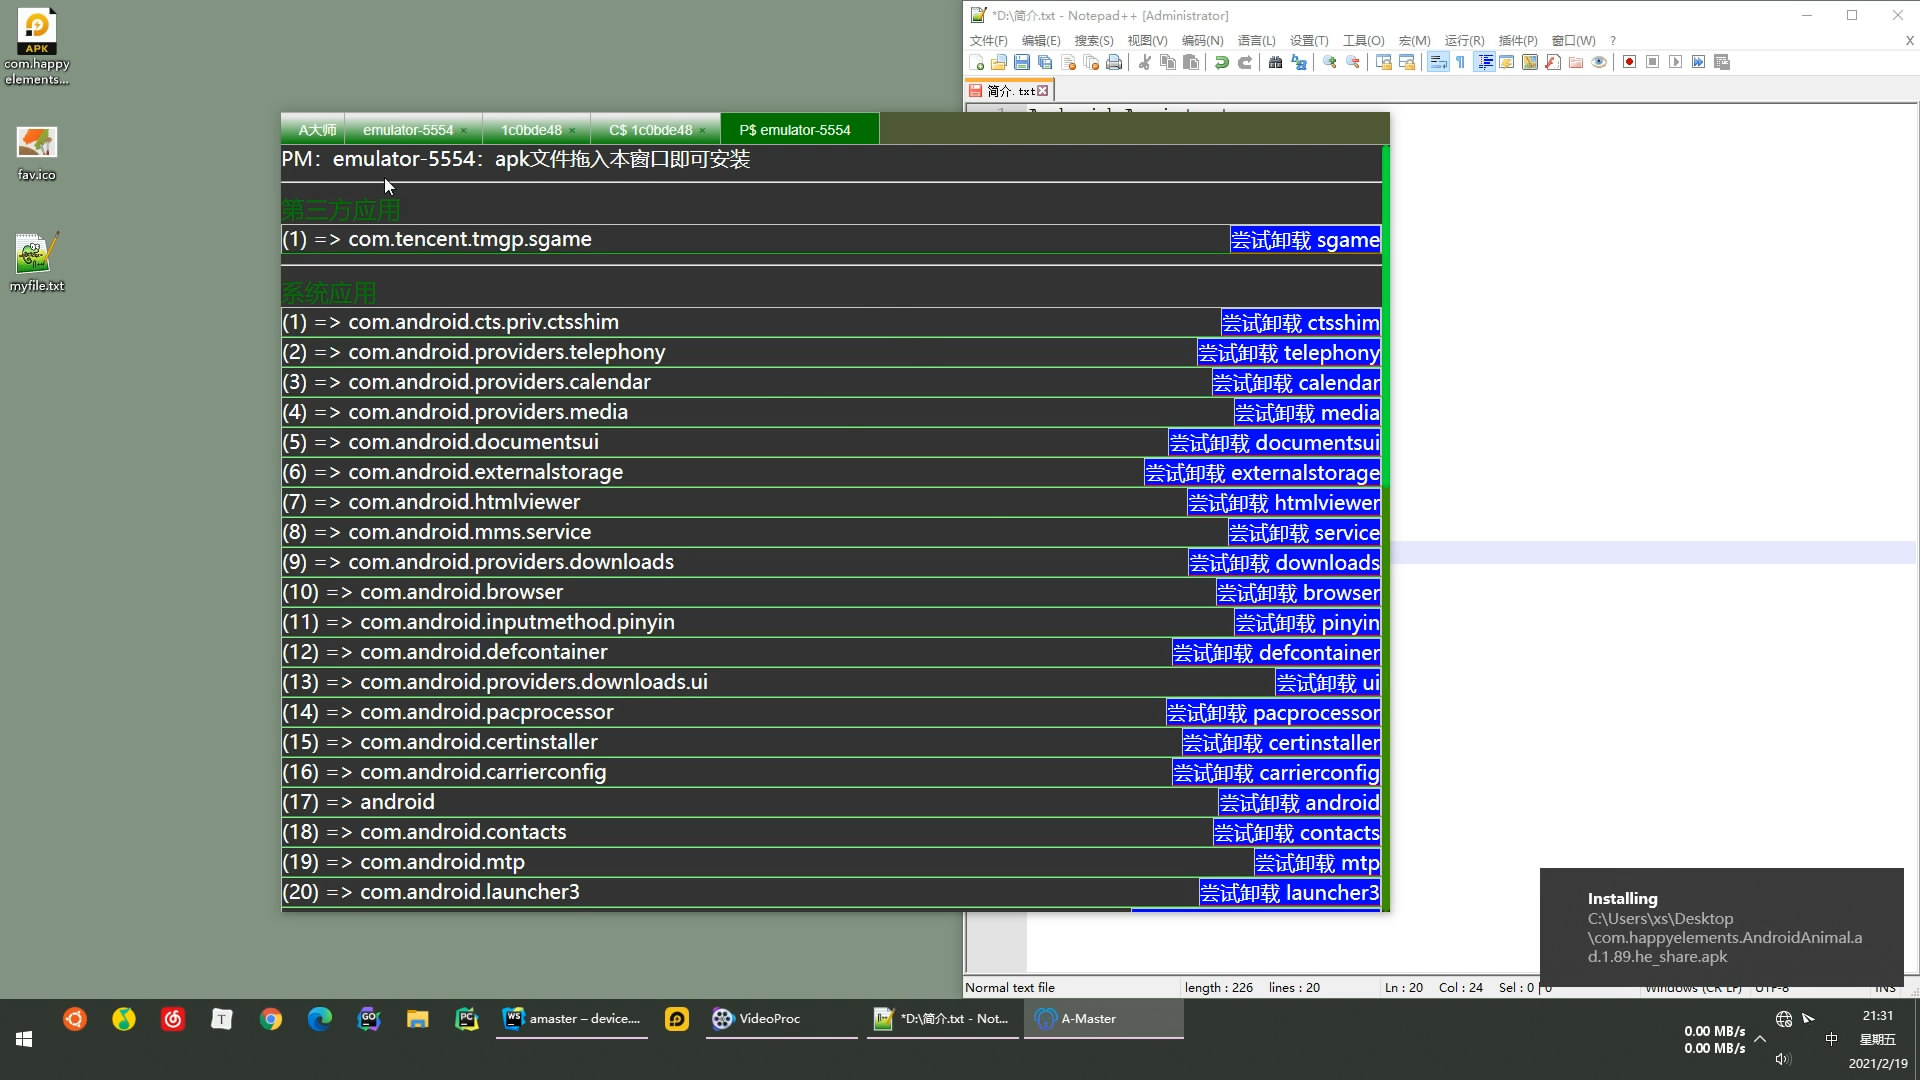 APK
com.happy
elements...
fav.ico
myfile.txt
*D:\简介.txt - Notepad++ [Administrator]
文件(F) 编辑(E) 搜索(S) 视图(V) 编码(N) 语言(L) 设置(T) 工具(O) 宏(M) 运行(R) 插件(P) 窗口(W) ? X
简介.txt
A大师 emulator-5554 × 1c0bde48 × C$ 1c0bde48 × P$ emulator-5554
PM：emulator-5554：apk文件拖入本窗口即可安装
第三方应用
(1) => com.tencent.tmgp.sgame 尝试卸载 sgame
系统应用
(1) => com.android.cts.priv.ctsshim 尝试卸载 ctsshim
(2) => com.android.providers.telephony 尝试卸载 telephony
(3) => com.android.providers.calendar 尝试卸载 calendar
(4) => com.android.providers.media 尝试卸载 media
(5) => com.android.documentsui 尝试卸载 documentsui
(6) => com.android.externalstorage 尝试卸载 externalstorage
(7) => com.android.htmlviewer 尝试卸载 htmlviewer
(8) => com.android.mms.service 尝试卸载 service
(9) => com.android.providers.downloads 尝试卸载 downloads
(10) => com.android.browser 尝试卸载 browser
(11) => com.android.inputmethod.pinyin 尝试卸载 pinyin
(12) => com.android.defcontainer 尝试卸载 defcontainer
(13) => com.android.providers.downloads.ui 尝试卸载 ui
(14) => com.android.pacprocessor 尝试卸载 pacprocessor
(15) => com.android.certinstaller 尝试卸载 certinstaller
(16) => com.android.carrierconfig 尝试卸载 carrierconfig
(17) => android 尝试卸载 android
(18) => com.android.contacts 尝试卸载 contacts
(19) => com.android.mtp 尝试卸载 mtp
(20) => com.android.launcher3 尝试卸载 launcher3
Installing
C:\Users\xs\Desktop
\com.happyelements.AndroidAnimal.a
d.1.89.he_share.apk
Normal text file length : 226 lines : 20 Ln : 20 Col : 24 Sel : 0 | 0 Windows (CR LF) UTF-8 INS
T GO PC WS amaster – device.... VideoProc *D:\简介.txt - Not... A-Master
0.00 MB/s
0.00 MB/s
中
21:31
星期五
2021/2/19